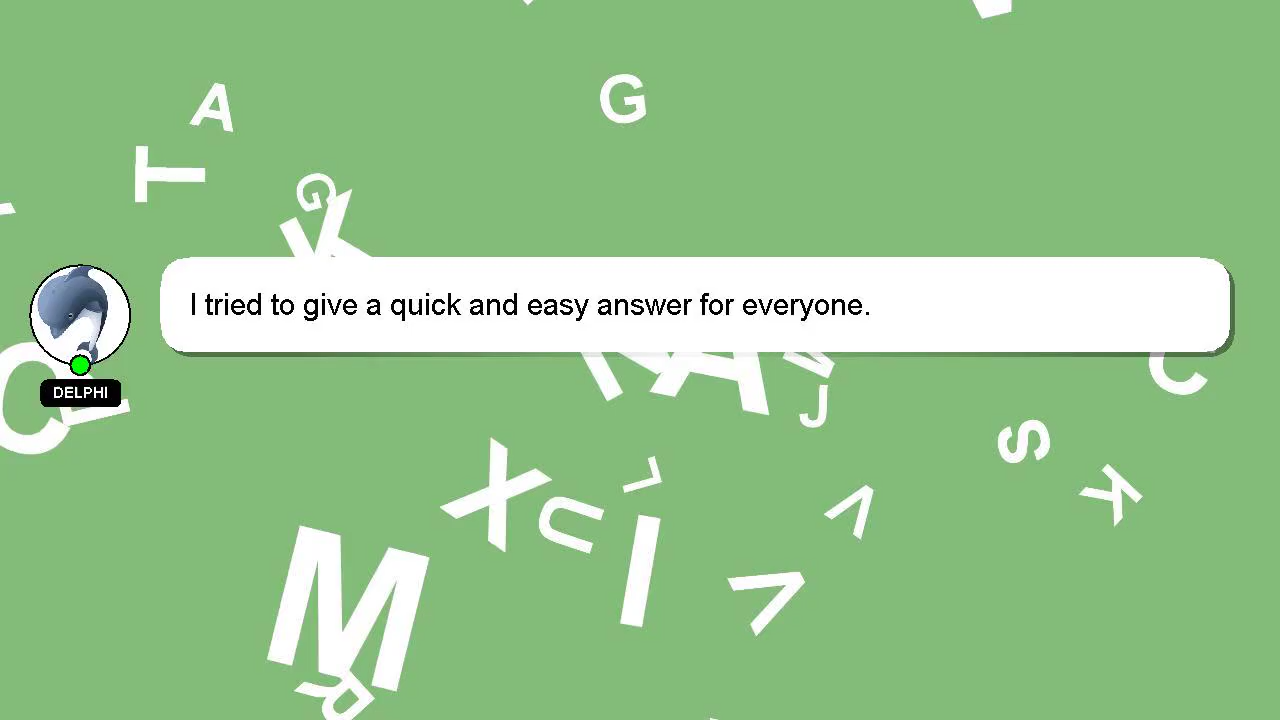 A
G
T
G
K
I tried to give a quick and easy answer for everyone.
DELPHI
C
A
J
C
S
K
X
L
U
I
V
V
M
R